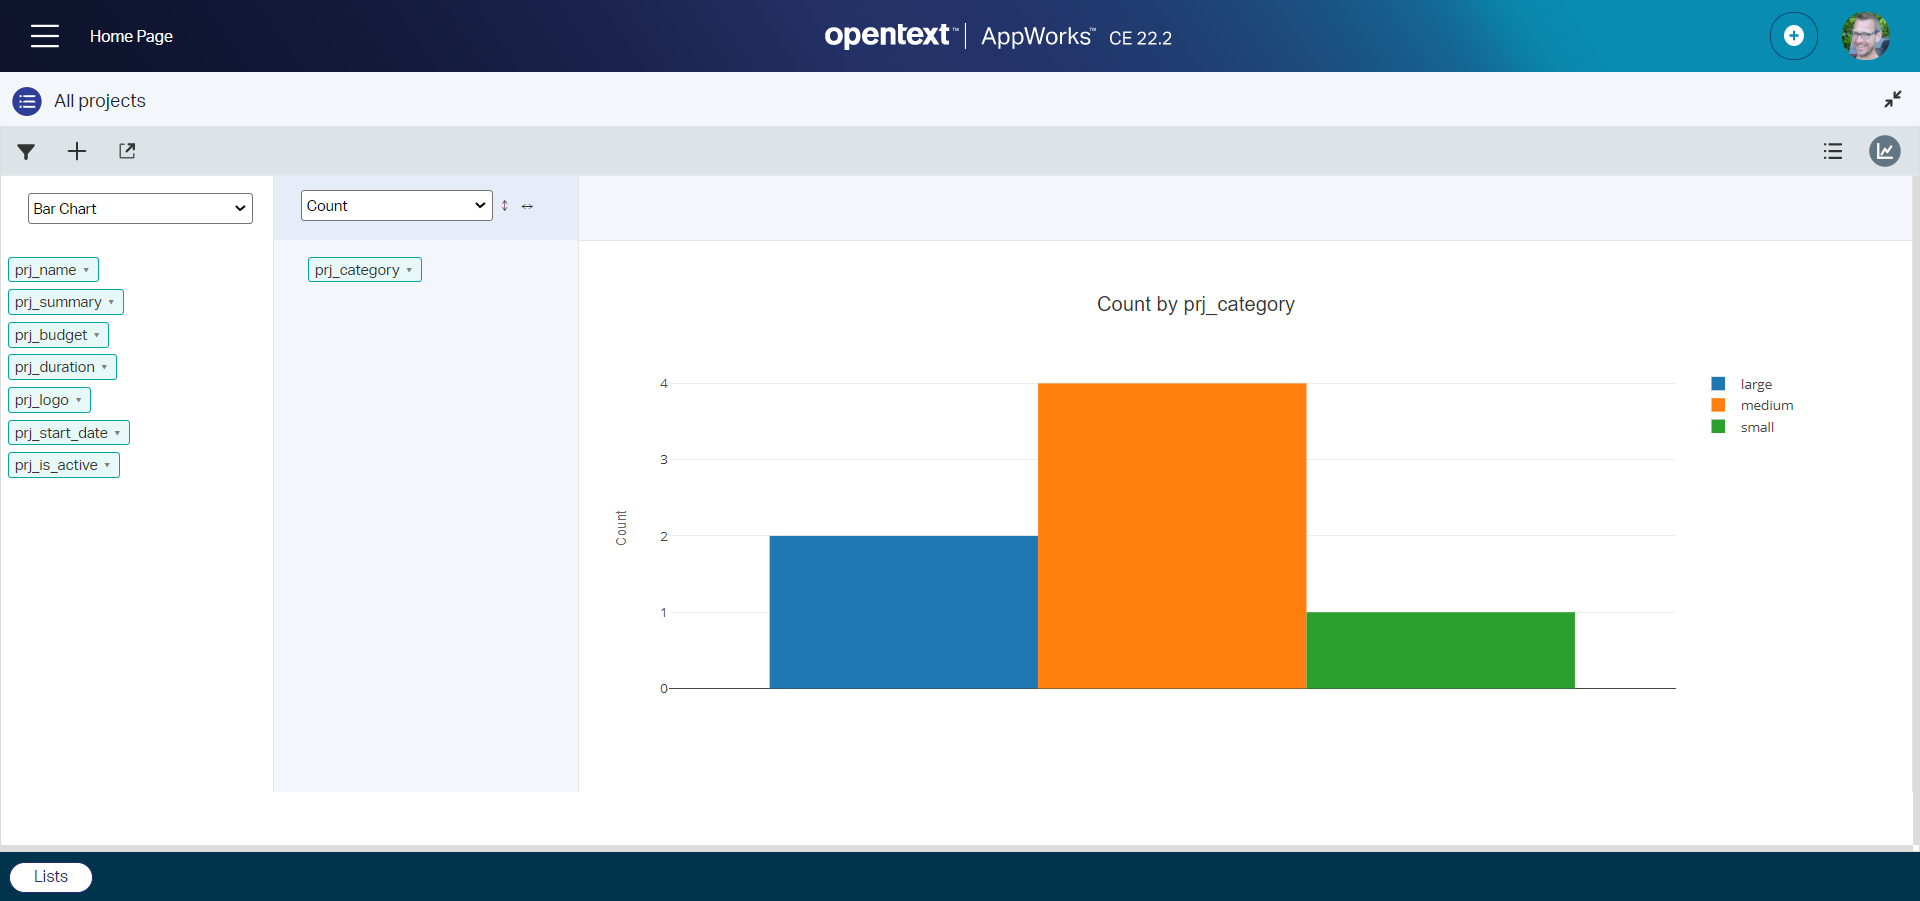 Home Page
opentext™ | AppWorks™ CE 22.2
All projects
Bar Chart
Count
prj_name
prj_summary
prj_budget
prj_duration
prj_logo
prj_start_date
prj_is_active
prj_category
Count by prj_category
4
3
2
1
0
Count
large
medium
small
Lists